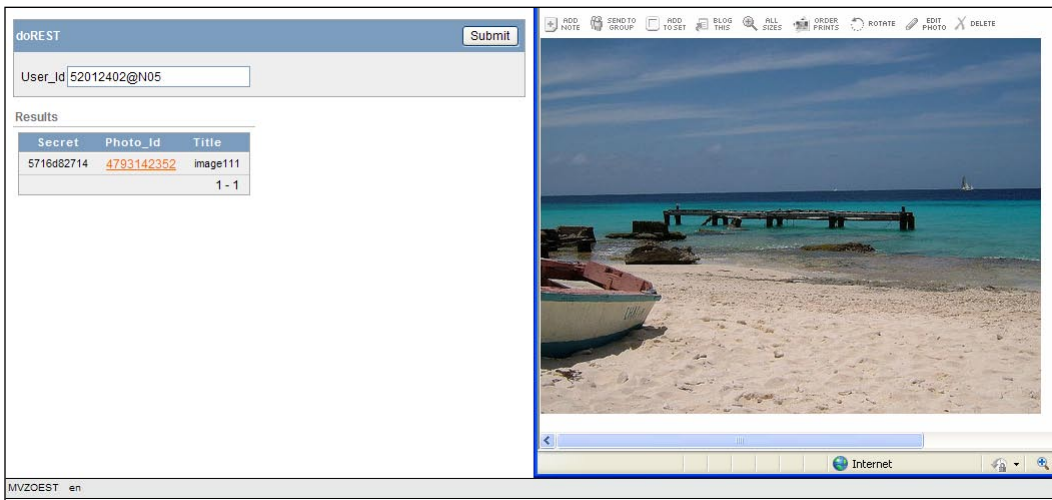 doREST Submit
User_Id 52012402@N05
Results
Secret Photo_Id Title
5716d82714 4793142352 image111
1 - 1
MVZOEST en
ADD NOTE SEND TO GROUP ADD TO SET BLOG THIS ALL SIZES ORDER PRINTS ROTATE EDIT PHOTO DELETE
Internet